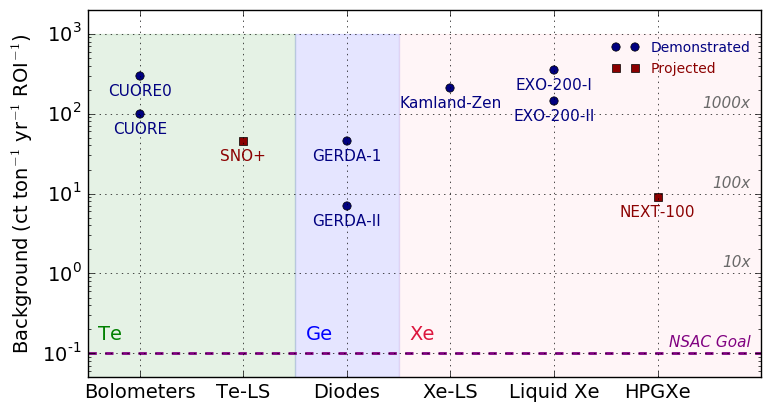 Background (ct ton⁻¹ yr⁻¹ ROI⁻¹)
10³
10²
10¹
10⁰
10⁻¹
Demonstrated
Projected
CUORE0
CUORE
SNO+
GERDA-1
GERDA-II
Kamland-Zen
EXO-200-I
EXO-200-II
NEXT-100
1000x
100x
10x
Te
Ge
Xe
NSAC Goal
Bolometers Te-LS Diodes Xe-LS Liquid Xe HPGXe